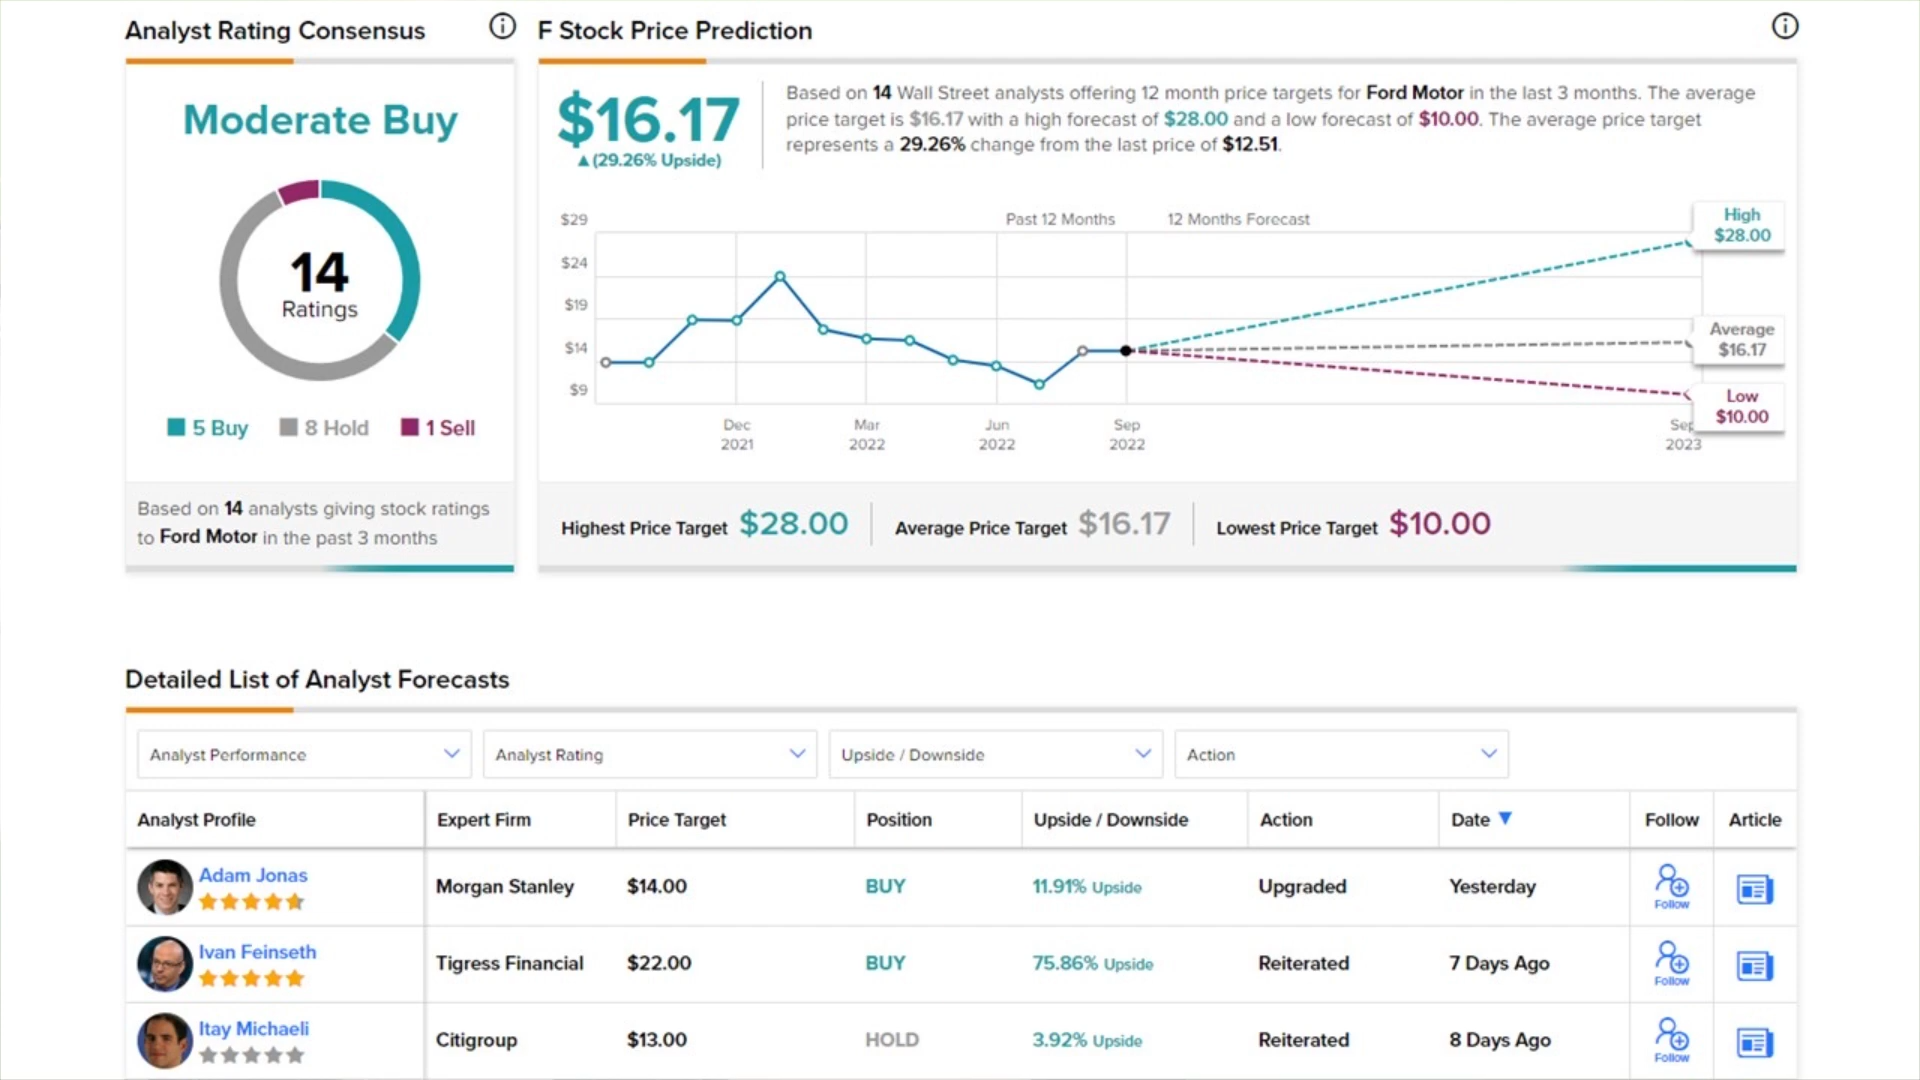 Analyst Rating Consensus
F Stock Price Prediction
Moderate Buy
14
Ratings
5 Buy
8 Hold
1 Sell
Based on 14 analysts giving stock ratings
to Ford Motor in the past 3 months
$16.17
▲(29.26% Upside)
Based on 14 Wall Street analysts offering 12 month price targets for Ford Motor in the last 3 months. The average
price target is $16.17 with a high forecast of $28.00 and a low forecast of $10.00. The average price target
represents a 29.26% change from the last price of $12.51.
Past 12 Months
12 Months Forecast
$29
$24
$19
$14
$9
High
$28.00
Average
$16.17
Low
$10.00
Dec
2021
Mar
2022
Jun
2022
Sep
2022
Sep
2023
Highest Price Target $28.00
Average Price Target $16.17
Lowest Price Target $10.00
Detailed List of Analyst Forecasts
Analyst Performance
Analyst Rating
Upside / Downside
Action
Analyst Profile
Expert Firm
Price Target
Position
Upside / Downside
Action
Date ▼
Follow
Article
Adam Jonas
Morgan Stanley
$14.00
BUY
11.91% Upside
Upgraded
Yesterday
Follow
Ivan Feinseth
Tigress Financial
$22.00
BUY
75.86% Upside
Reiterated
7 Days Ago
Follow
Itay Michaeli
Citigroup
$13.00
HOLD
3.92% Upside
Reiterated
8 Days Ago
Follow